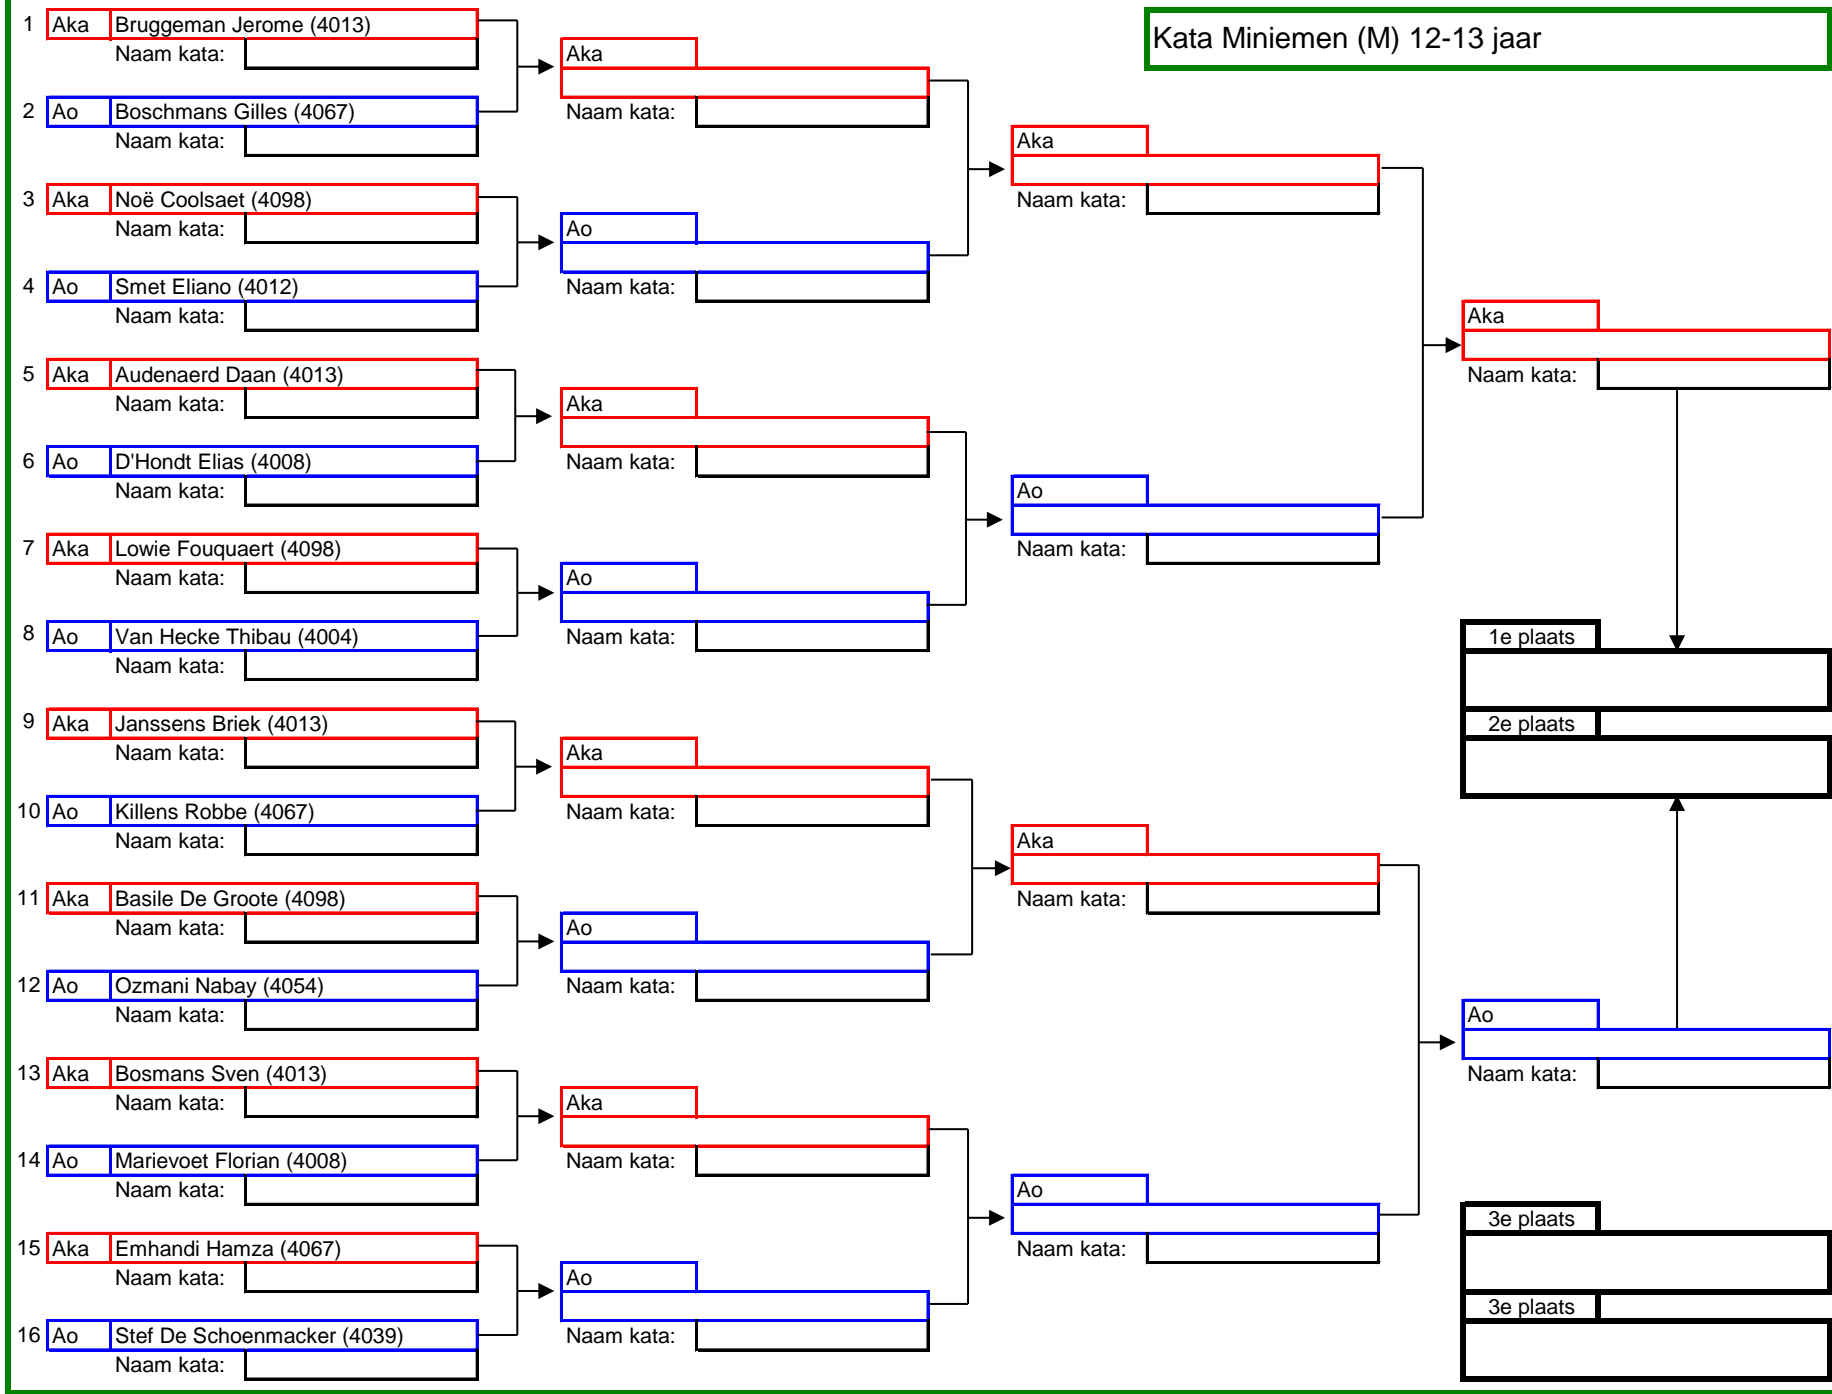 Kata Miniemen (M) 12-13 jaar
1 Aka Bruggeman Jerome (4013)
Naam kata:
2 Ao Boschmans Gilles (4067)
Naam kata:
3 Aka Noë Coolsaet (4098)
Naam kata:
4 Ao Smet Eliano (4012)
Naam kata:
5 Aka Audenaerd Daan (4013)
Naam kata:
6 Ao D'Hondt Elias (4008)
Naam kata:
7 Aka Lowie Fouquaert (4098)
Naam kata:
8 Ao Van Hecke Thibau (4004)
Naam kata:
9 Aka Janssens Briek (4013)
Naam kata:
10 Ao Killens Robbe (4067)
Naam kata:
11 Aka Basile De Groote (4098)
Naam kata:
12 Ao Ozmani Nabay (4054)
Naam kata:
13 Aka Bosmans Sven (4013)
Naam kata:
14 Ao Marievoet Florian (4008)
Naam kata:
15 Aka Emhandi Hamza (4067)
Naam kata:
16 Ao Stef De Schoenmacker (4039)
Naam kata:
Aka
Naam kata:
Ao
Naam kata:
Aka
Naam kata:
Ao
Naam kata:
Aka
Naam kata:
Ao
Naam kata:
Aka
Naam kata:
Ao
Naam kata:
Aka
Naam kata:
Ao
Naam kata:
Aka
Naam kata:
Ao
Naam kata:
Aka
Naam kata:
1e plaats
2e plaats
Ao
Naam kata:
3e plaats
3e plaats